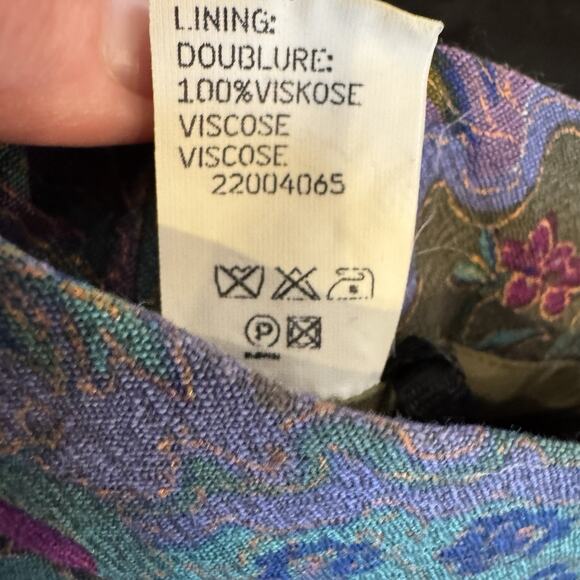 LINING:
DOUBLURE:
100%VISKOSE
VISCOSE
VISCOSE
22004065
P